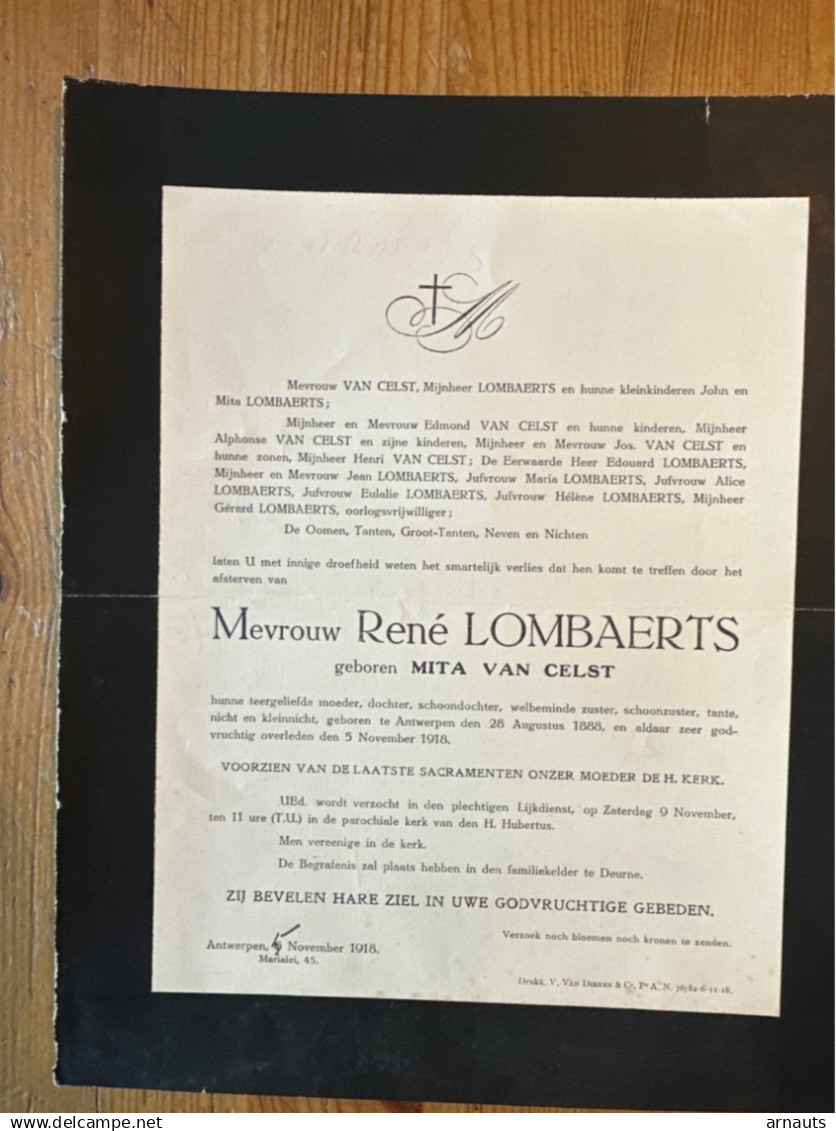 M
Mevrouw VAN CELST, Mijnheer LOMBAERTS en hunne kleinkinderen John en
Mita LOMBAERTS;
Mijnheer en Mevrouw Edmond VAN CELST en hunne kinderen, Mijnheer
Alphonse VAN CELST en zijne kinderen, Mijnheer en Mevrouw Jos. VAN CELST en
hunne zonen, Mijnheer Henri VAN CELST; De Eerwaarde Heer Edouard LOMBAERTS,
Mijnheer en Mevrouw Jean LOMBAERTS, Jufvrouw Maria LOMBAERTS, Jufvrouw Alice
LOMBAERTS, Jufvrouw Eulalie LOMBAERTS, Jufvrouw Hélène LOMBAERTS, Mijnheer
Gérard LOMBAERTS, oorlogsvrijwilliger;
De Oomen, Tanten, Groot-Tanten, Neven en Nichten
laten U met innige droefheid weten het smartelijk verlies dat hen komt te treffen door het
afsterven van
Mevrouw René LOMBAERTS
geboren MITA VAN CELST
hunne teergeliefde moeder, dochter, schoondochter, welbeminde zuster, schoonzuster, tante,
nicht en kleinnicht, geboren te Antwerpen den 28 Augustus 1888, en aldaar zeer god-
vruchtig overleden den 5 November 1918.
VOORZIEN VAN DE LAATSTE SACRAMENTEN ONZER MOEDER DE H. KERK.
UEd. wordt verzocht in den plechtigen Lijkdienst, op Zaterdag 9 November,
ten 11 ure (T.U.) in de parochiale kerk van den H. Hubertus.
Men vereenige in de kerk.
De Begrafenis zal plaats hebben in den familiekelder te Deurne.
ZIJ BEVELEN HARE ZIEL IN UWE GODVRUCHTIGE GEBEDEN.
Verzoek noch bloemen noch kronen te zenden.
Antwerpen, 5 November 1918.
Marialei, 45.
Drukk. V. VAN DIEREN & Co, Pr A. N. 76782-6-11 18.
arnauts